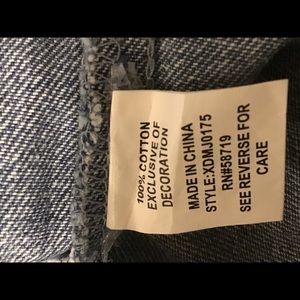 100% COTTON
EXCLUSIVE OF
DECORATION
MADE IN CHINA
STYLE:XDMJ0175
RN#58719
SEE REVERSE FOR
CARE